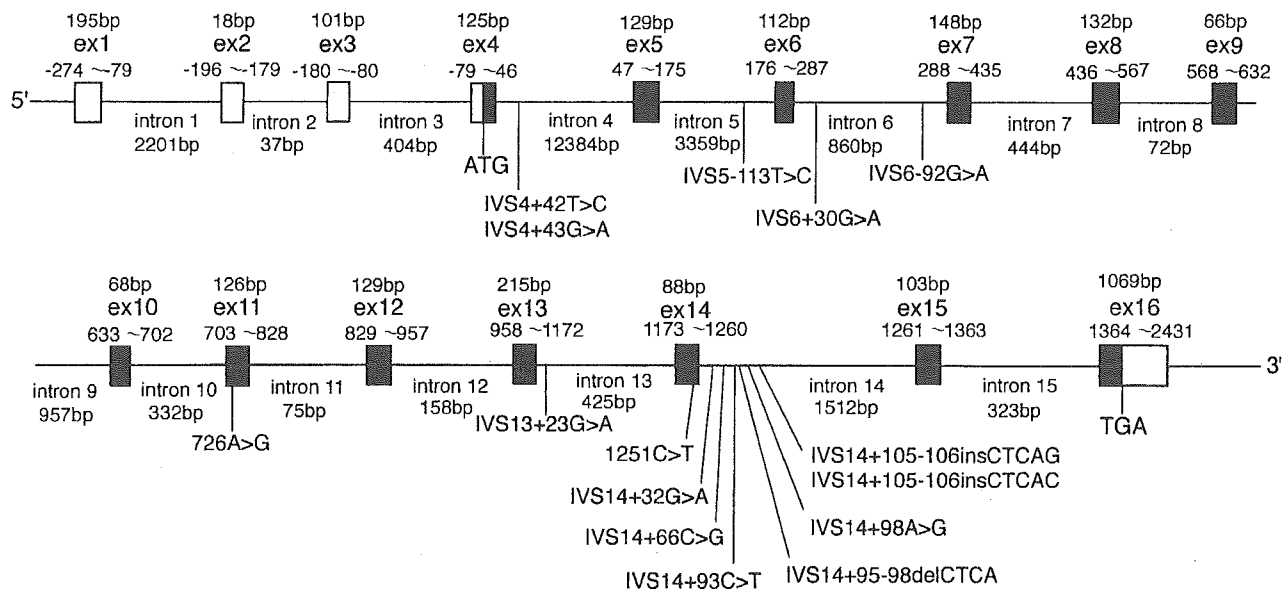 195bp 18bp 101bp 125bp 129bp 112bp 148bp 132bp 66bp
ex1 ex2 ex3 ex4 ex5 ex6 ex7 ex8 ex9
-274 ~-79 -196 ~-179 -180 ~-80 -79 ~46 47 ~175 176 ~287 288 ~435 436 ~567 568 ~632
5'
intron 1 intron 2 intron 3 intron 4 intron 5 intron 6 intron 7 intron 8
2201bp 37bp 404bp 12384bp 3359bp 860bp 444bp 72bp
ATG
IVS5-113T>C
IVS6-92G>A
IVS4+42T>C
IVS6+30G>A
IVS4+43G>A
68bp 126bp 129bp 215bp 88bp 103bp 1069bp
ex10 ex11 ex12 ex13 ex14 ex15 ex16
633 ~702 703 ~828 829 ~957 958 ~1172 1173 ~1260 1261 ~1363 1364 ~2431
3'
intron 9 intron 10 intron 11 intron 12 intron 13 intron 14 intron 15
957bp 332bp 75bp 158bp 425bp 1512bp 323bp
TGA
IVS13+23G>A
726A>G
1251C>T
IVS14+105-106insCTCAG
IVS14+105-106insCTCAC
IVS14+32G>A
IVS14+98A>G
IVS14+66C>G
IVS14+93C>T
IVS14+95-98delCTCA